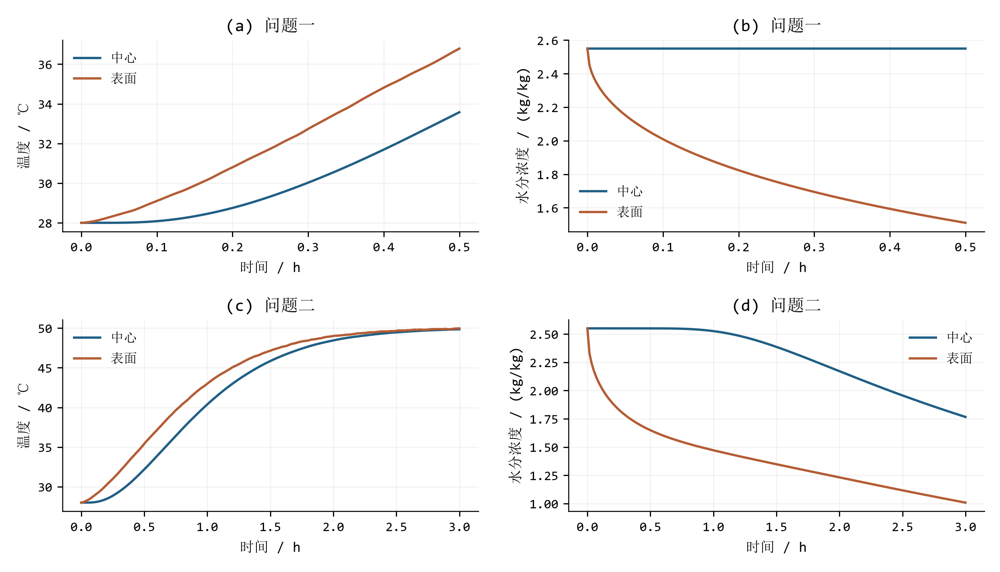 (a) 问题一
温度 / ℃
36
34
32
30
28
中心
表面
0.0 0.1 0.2 0.3 0.4 0.5
时间 / h
(b) 问题一
水分浓度 / (kg/kg)
2.6
2.4
2.2
2.0
1.8
1.6
中心
表面
0.0 0.1 0.2 0.3 0.4 0.5
时间 / h
(c) 问题二
温度 / ℃
50
45
40
35
30
中心
表面
0.0 0.5 1.0 1.5 2.0 2.5 3.0
时间 / h
(d) 问题二
水分浓度 / (kg/kg)
2.50
2.25
2.00
1.75
1.50
1.25
1.00
中心
表面
0.0 0.5 1.0 1.5 2.0 2.5 3.0
时间 / h